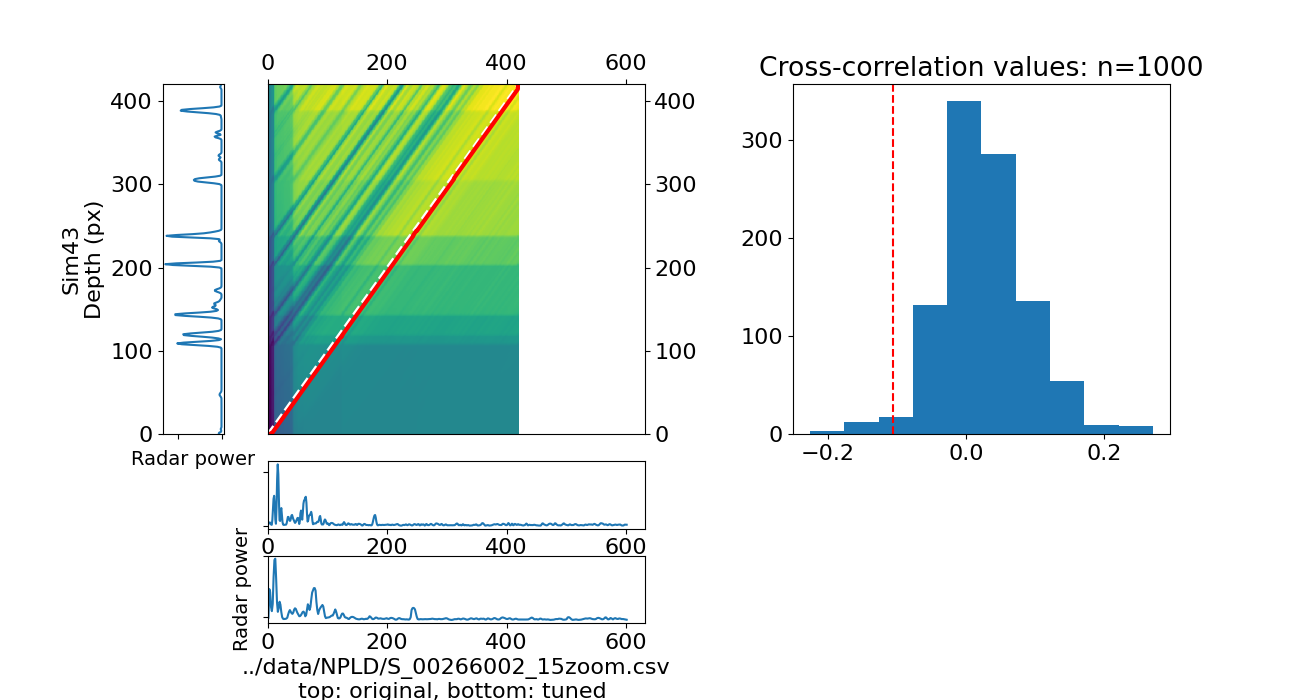 0 200 400 600
Cross-correlation values: n=1000
400 300 200 100 0
Sim43
Depth (px)
Radar power
400 300 200 100 0
300 200 100 0
−0.2 0.0 0.2
0 200 400 600
Radar power
0 200 400 600
../data/NPLD/S_00266002_15zoom.csv
top: original, bottom: tuned